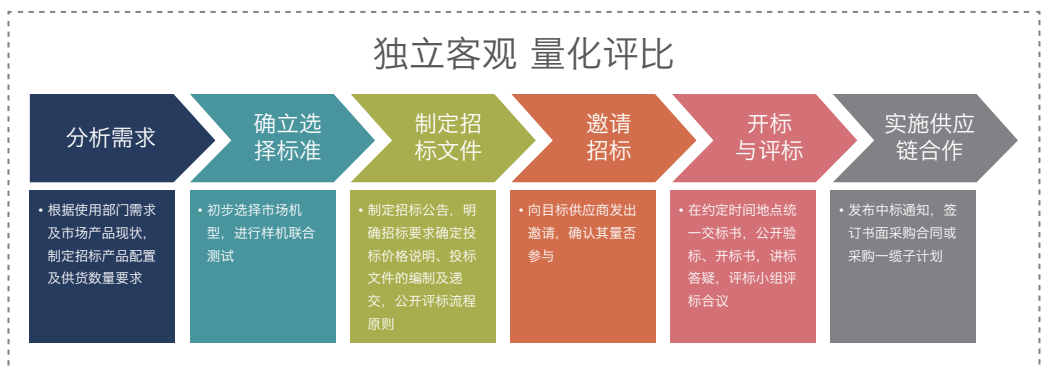 独立客观 量化评比
分析需求
确立选
择标准
制定招
标文件
邀请
招标
开标
与评标
实施供应
链合作
• 根据使用部门需求
及市场产品现状，
制定招标产品配置
及供货数量要求
• 初步选择市场机
型，进行样机联合
测试
• 制定招标公告，明
确招标要求确定投
标价格说明、投标
文件的编制及递
交，公开评标流程
原则
• 向目标供应商发出
邀请，确认其量否
参与
• 在约定时间地点统
一交标书，公开验
标、开标书，讲标
答疑，评标小组评
标合议
• 发布中标通知，签
订书面采购合同或
采购一缆子计划